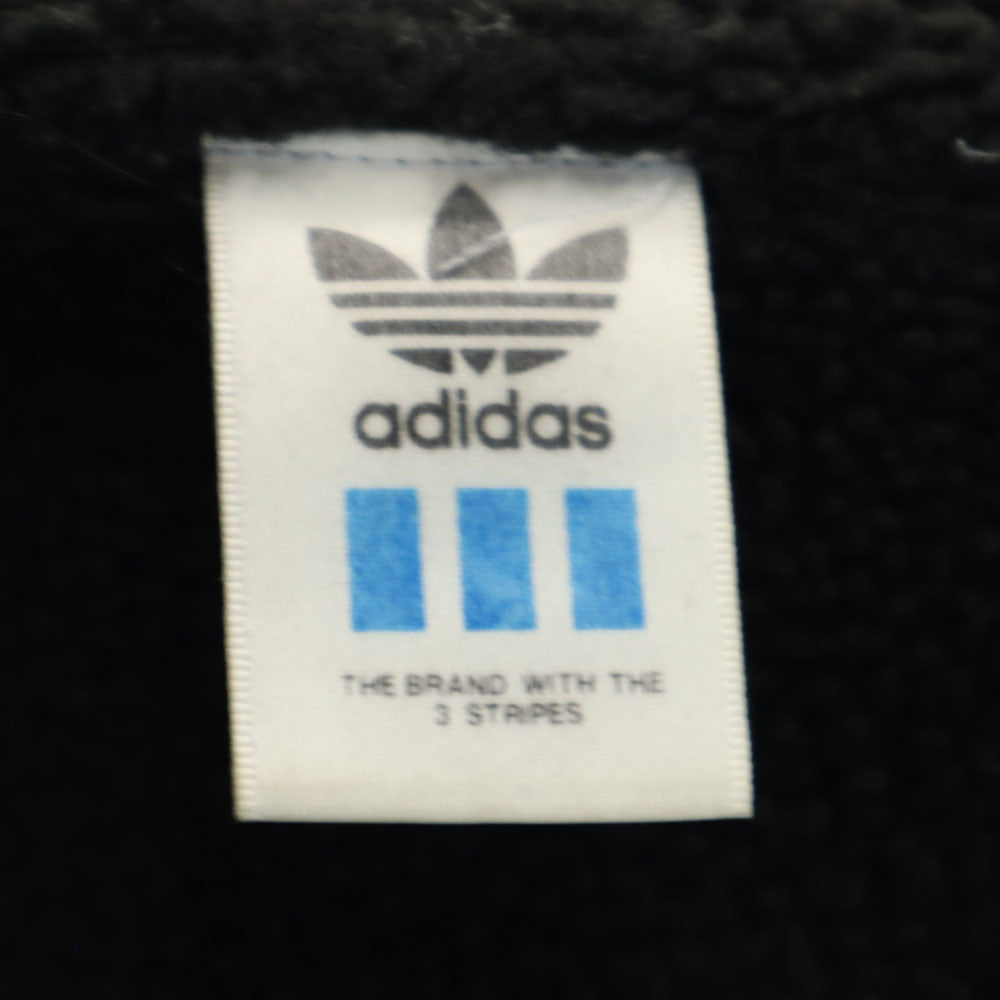 adidas
THE BRAND WITH THE
3 STRIPES